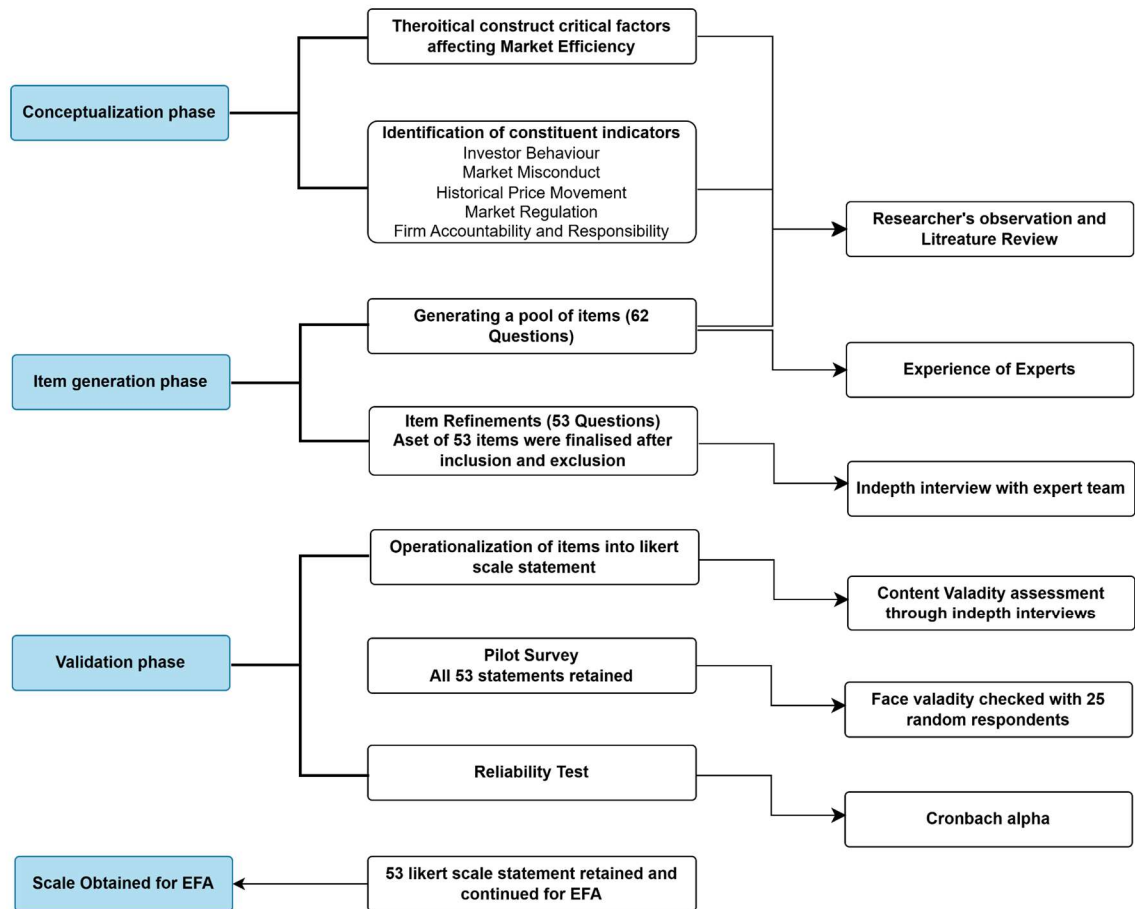 Theroitical construct critical factors
affecting Market Efficiency
Conceptualization phase
Identification of constituent indicators
Investor Behaviour
Market Misconduct
Historical Price Movement
Market Regulation
Firm Accountability and Responsibility
Researcher's observation and
Litreature Review
Generating a pool of items (62
Questions)
Experience of Experts
Item generation phase
Item Refinements (53 Questions)
Aset of 53 items were finalised after
inclusion and exclusion
Indepth interview with expert team
Operationalization of items into likert
scale statement
Content Valadity assessment
through indepth interviews
Validation phase
Pilot Survey
All 53 statements retained
Face valadity checked with 25
random respondents
Reliability Test
Cronbach alpha
Scale Obtained for EFA
53 likert scale statement retained and
continued for EFA